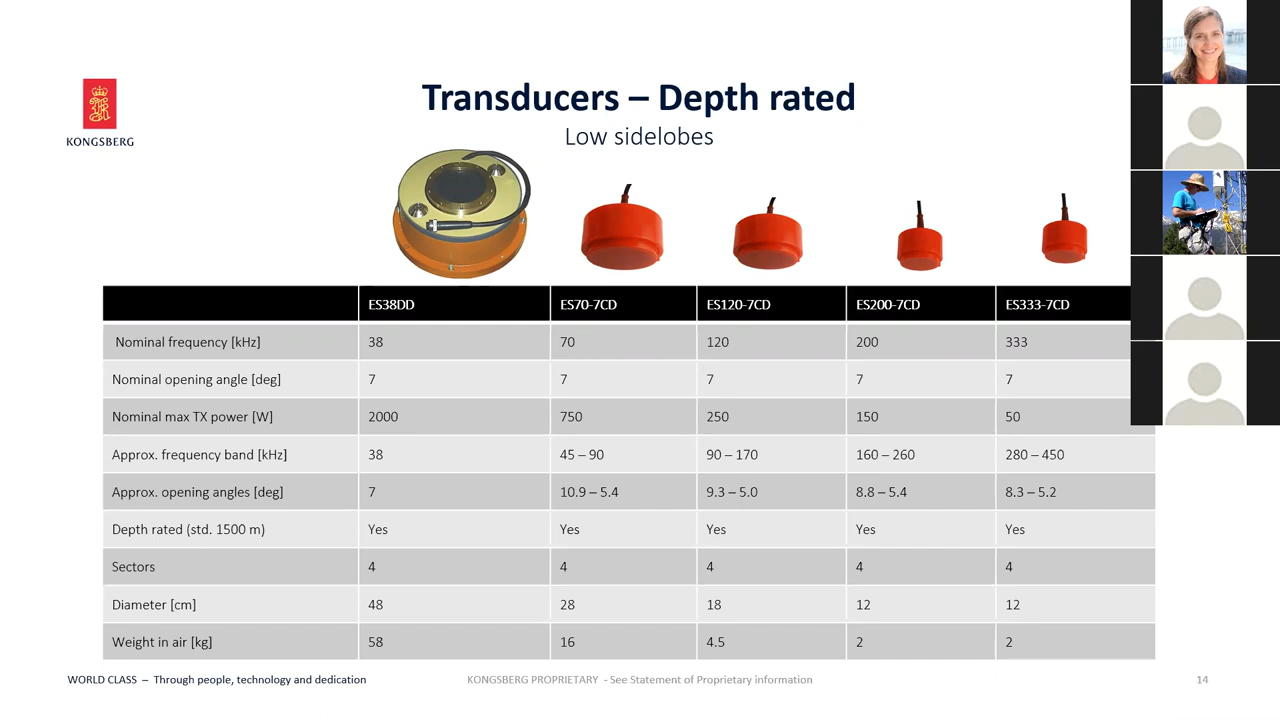 Transducers – Depth rated
Low sidelobes
KONGSBERG
ES38DD ES70-7CD ES120-7CD ES200-7CD ES333-7CD
Nominal frequency [kHz] 38 70 120 200 333
Nominal opening angle [deg] 7 7 7 7 7
Nominal max TX power [W] 2000 750 250 150 50
Approx. frequency band [kHz] 38 45 – 90 90 – 170 160 – 260 280 – 450
Approx. opening angles [deg] 7 10.9 – 5.4 9.3 – 5.0 8.8 – 5.4 8.3 – 5.2
Depth rated (std. 1500 m) Yes Yes Yes Yes Yes
Sectors 4 4 4 4 4
Diameter [cm] 48 28 18 12 12
Weight in air [kg] 58 16 4.5 2 2
WORLD CLASS – Through people, technology and dedication KONGSBERG PROPRIETARY - See Statement of Proprietary information 14